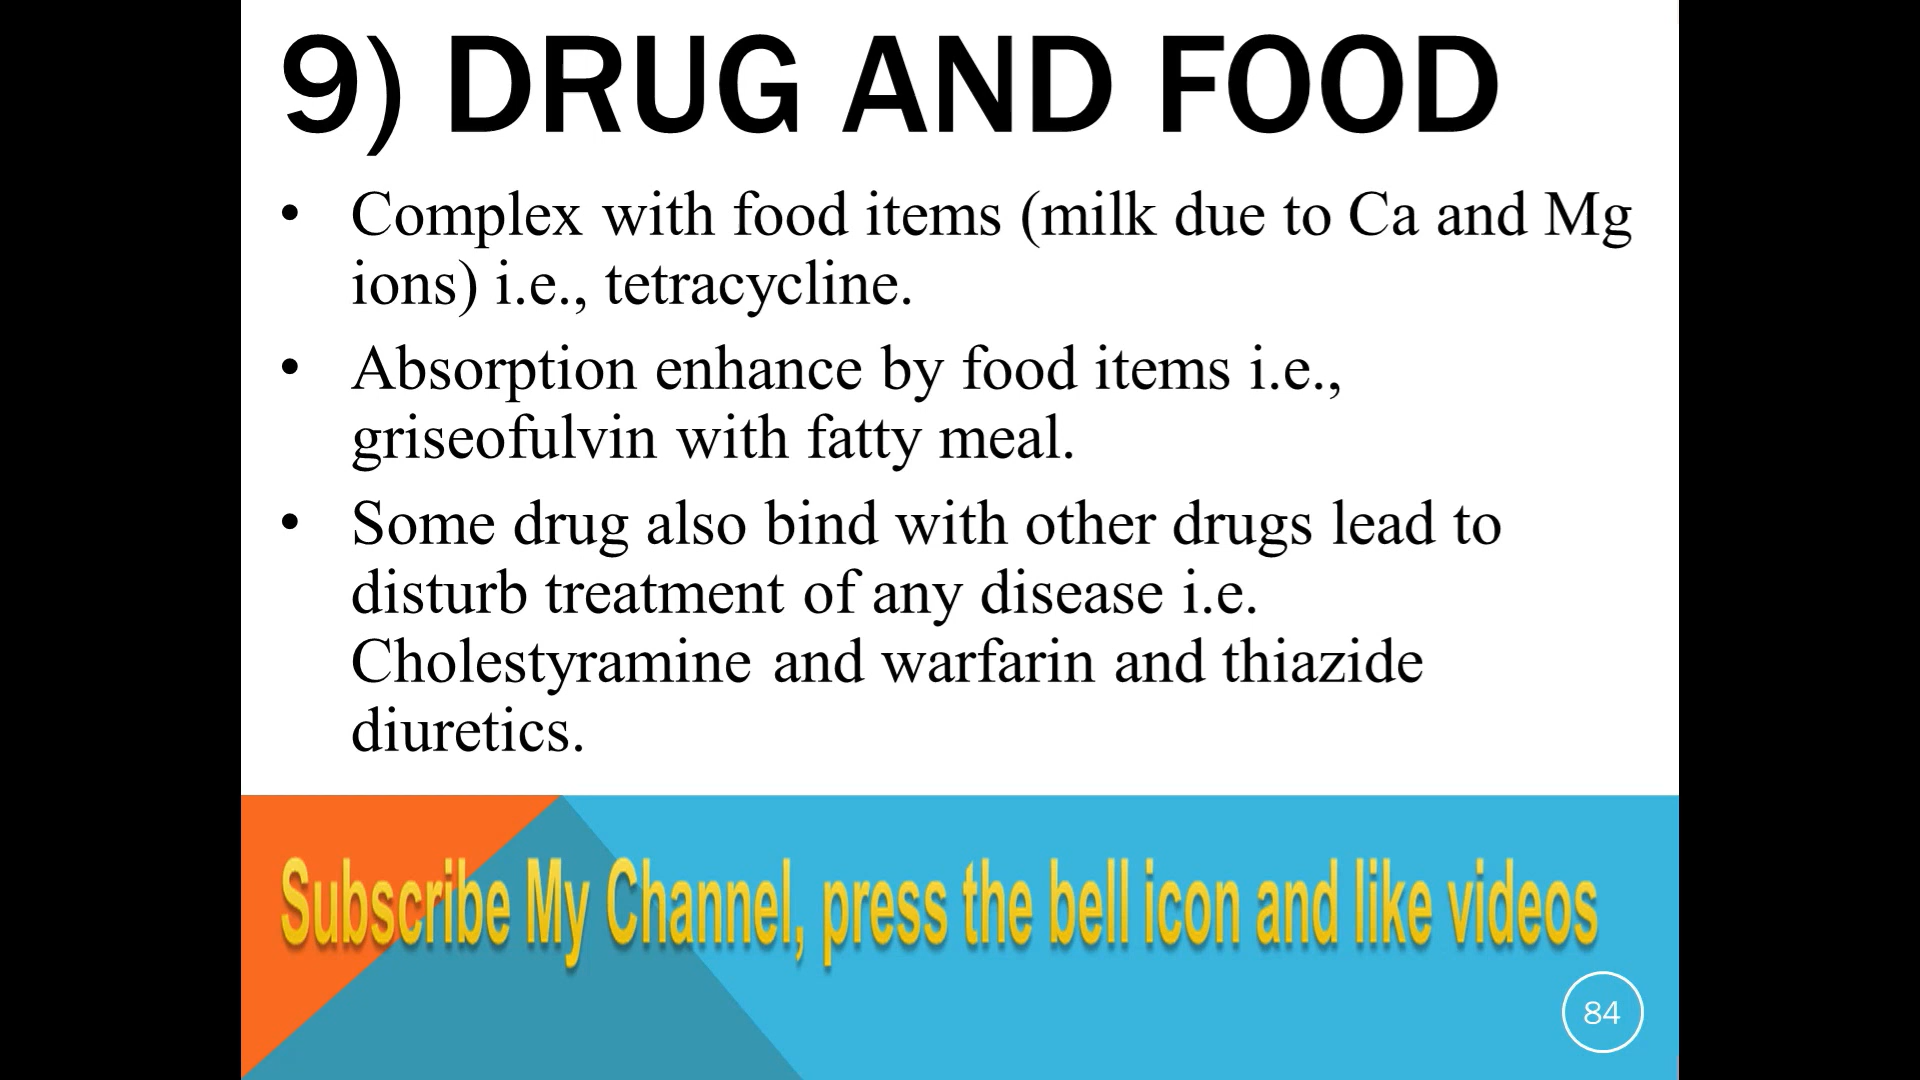 9) DRUG AND FOOD
• Complex with food items (milk due to Ca and Mg
ions) i.e., tetracycline.
• Absorption enhance by food items i.e.,
griseofulvin with fatty meal.
• Some drug also bind with other drugs lead to
disturb treatment of any disease i.e.
Cholestyramine and warfarin and thiazide
diuretics.
Subscribe My Channel, press the bell icon and like videos
84